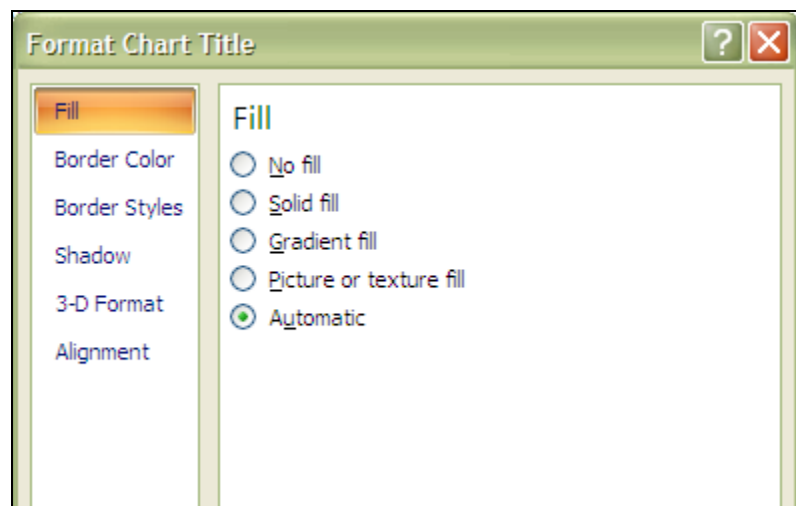 Format Chart Title
Fill
Border Color
Border Styles
Shadow
3-D Format
Alignment
Fill
No fill
Solid fill
Gradient fill
Picture or texture fill
Automatic